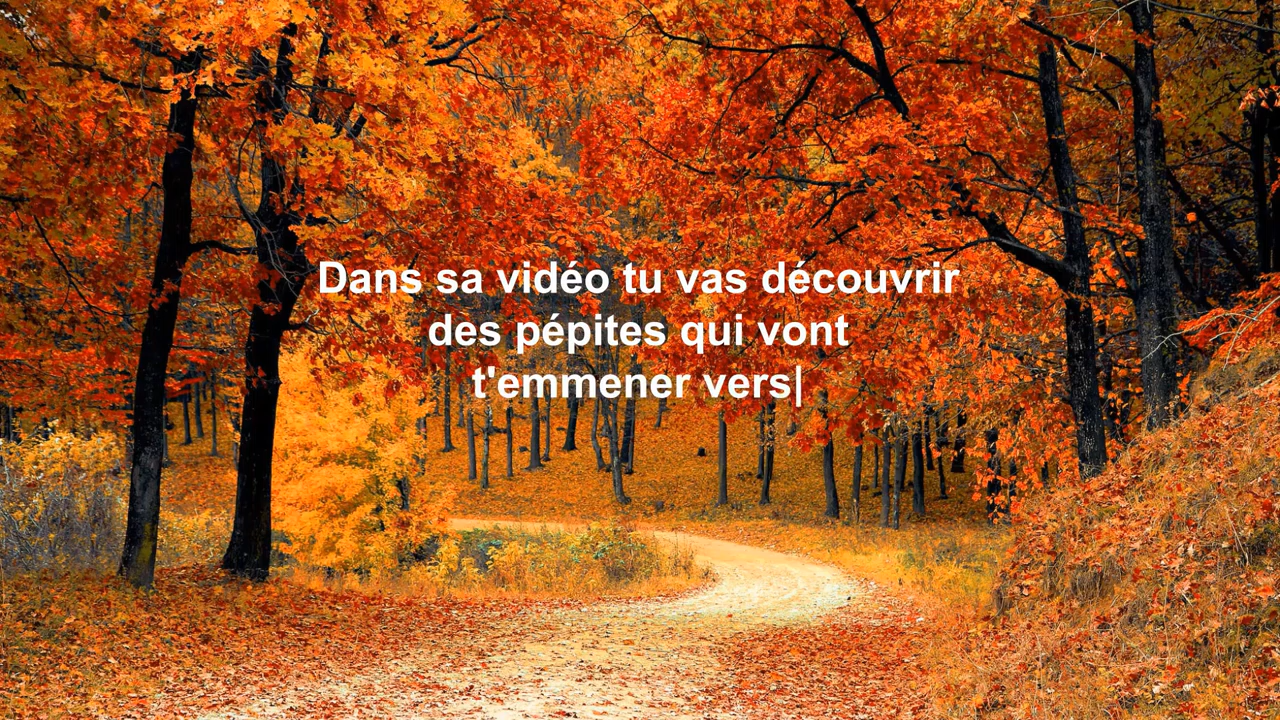 Dans sa vidéo tu vas découvrir
des pépites qui vont
t'emmener vers|